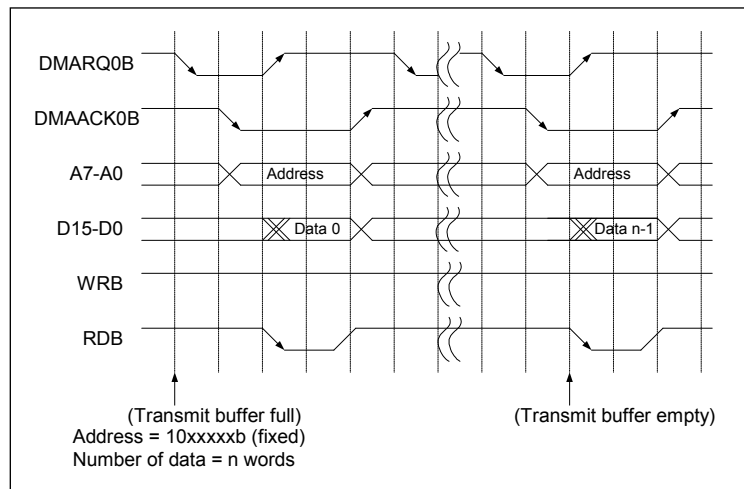 DMARQ0B
DMAACK0B
A7-A0 Address Address
D15-D0 Data 0 Data n-1
WRB
RDB
(Transmit buffer full) (Transmit buffer empty)
Address = 10xxxxxb (fixed)
Number of data = n words